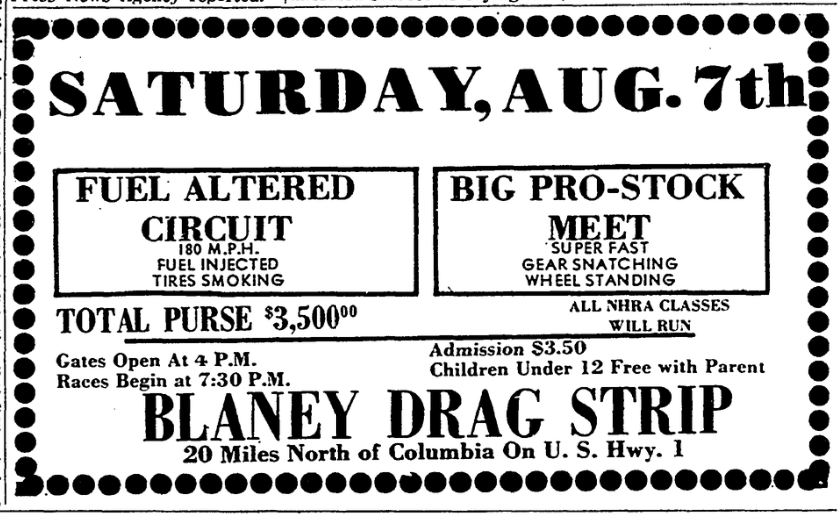 SATURDAY, AUG. 7th
FUEL ALTERED
CIRCUIT
180 M.P.H.
FUEL INJECTED
TIRES SMOKING
BIG PRO-STOCK
MEET
SUPER FAST
GEAR SNATCHING
WHEEL STANDING
TOTAL PURSE $3,500⁰⁰
ALL NHRA CLASSES
WILL RUN
Gates Open At 4 P.M.
Races Begin at 7:30 P.M.
Admission $3.50
Children Under 12 Free with Parent
BLANEY DRAG STRIP
20 Miles North of Columbia On U. S. Hwy. 1